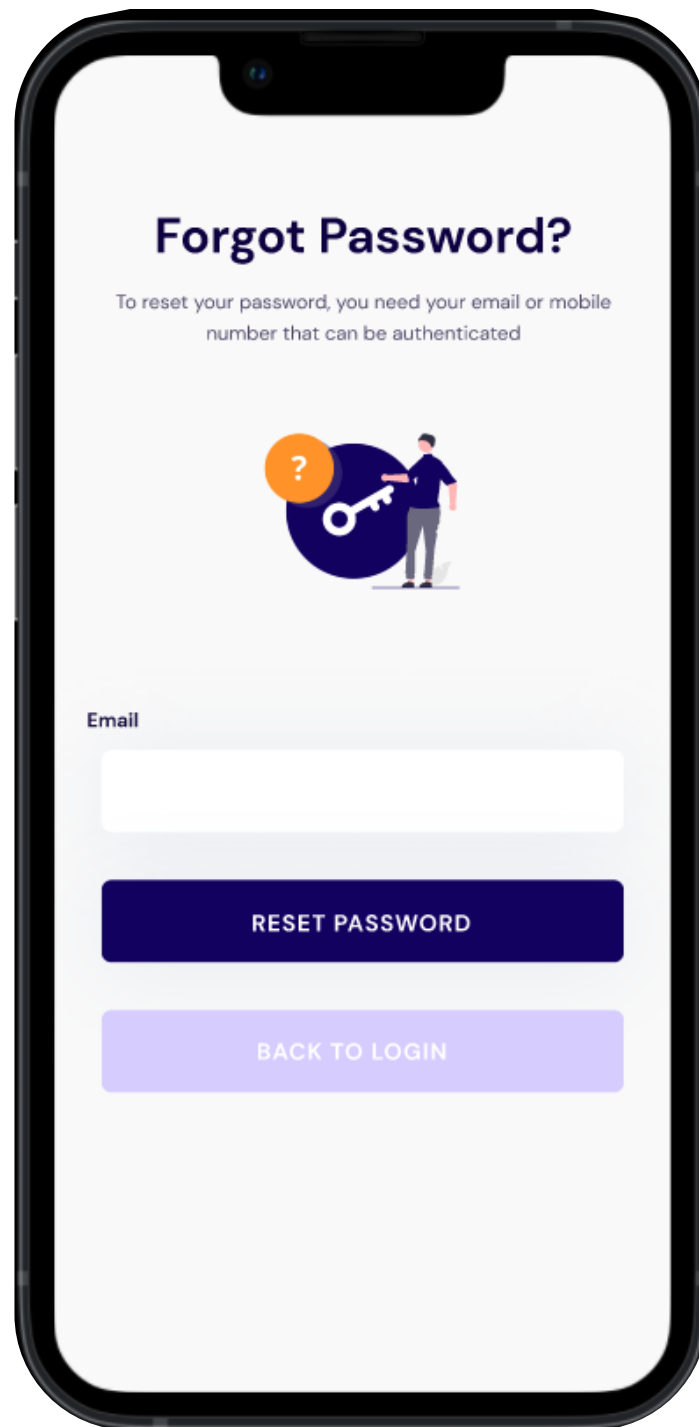 Forgot Password?
To reset your password, you need your email or mobile
number that can be authenticated
?
Email
RESET PASSWORD
BACK TO LOGIN